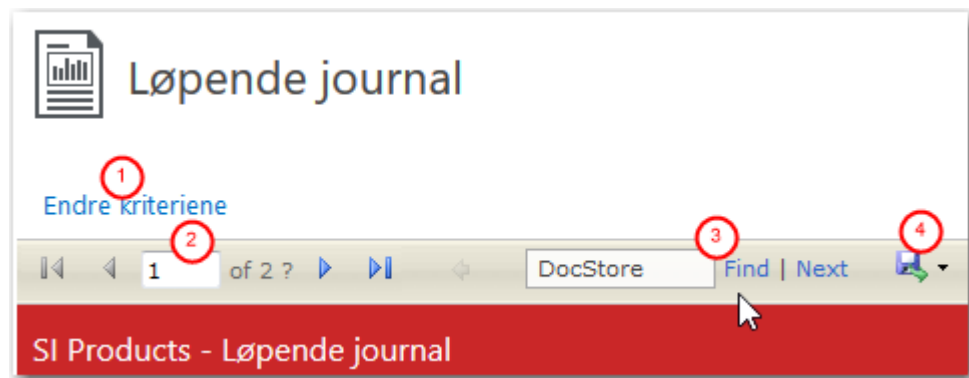 Løpende journal
1
Endre kriteriene
2 3 4
1 of 2 ? DocStore Find | Next
SI Products - Løpende journal